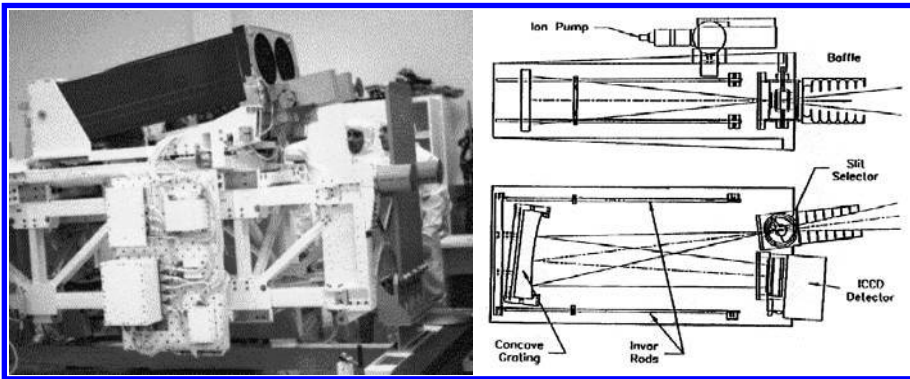 Ion Pump
Baffle
Slit
Selector
ICCD
Detector
Concave
Grating
Invar
Rods